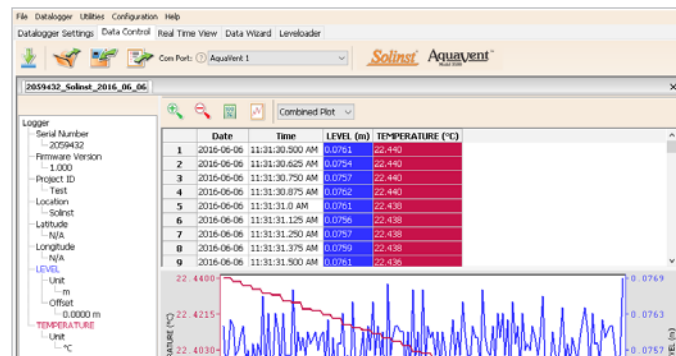 File Datalogger Utilities Configuration Help
Datalogger Settings Data Control Real Time View Data Wizard Leveloader
Com Port: ? AquaVent 1
Solinst Aquavent
Model 3500
2059432_Solinst_2016_06_06
Combined Plot
Logger
Serial Number
2059432
Firmware Version
1.000
Project ID
Test
Location
Solinst
Latitude
N/A
Longitude
N/A
LEVEL
Unit
m
Offset
0.0000 m
TEMPERATURE
Unit
°C
Date Time LEVEL (m) TEMPERATURE (°C)
1 2016-06-06 11:31:30.500 AM 0.0761 22.440
2 2016-06-06 11:31:30.625 AM 0.0754 22.440
3 2016-06-06 11:31:30.750 AM 0.0757 22.440
4 2016-06-06 11:31:30.875 AM 0.0762 22.440
5 2016-06-06 11:31:31.0 AM 0.0761 22.438
6 2016-06-06 11:31:31.125 AM 0.0756 22.438
7 2016-06-06 11:31:31.250 AM 0.0757 22.438
8 2016-06-06 11:31:31.375 AM 0.0759 22.438
9 2016-06-06 11:31:31.500 AM 0.0761 22.436
22.4400 0.0769
22.4215 0.0763
22.4030 0.0757